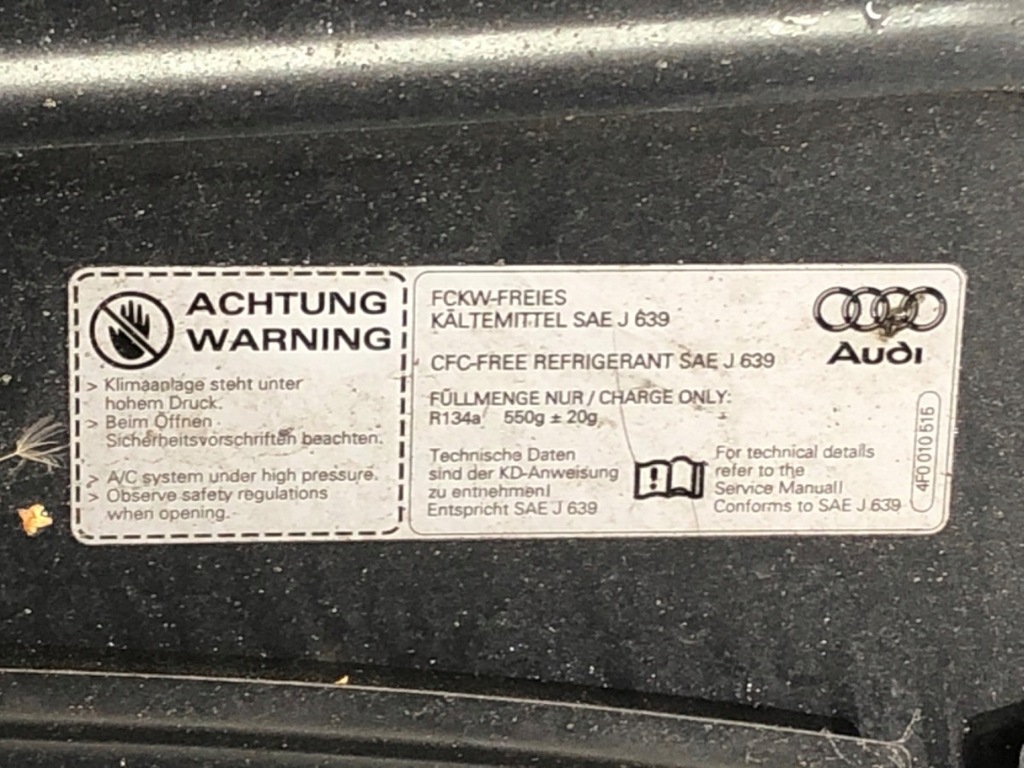 ACHTUNG
WARNING
> Klimaanlage steht unter
hohem Druck.
> Beim Öffnen
Sicherheitsvorschriften beachten.
> A/C system under high pressure.
> Observe safety regulations
when opening.
FCKW-FREIES
KÄLTEMITTEL SAE J 639
CFC-FREE REFRIGERANT SAE J 639
FÜLLMENGE NUR / CHARGE ONLY:
R134a 550g ± 20g
Technische Daten
sind der KD-Anweisung
zu entnehmen!
Entspricht SAE J 639
For technical details
refer to the
Service Manual!
Conforms to SAE J 639
Audi
4F0 010 515